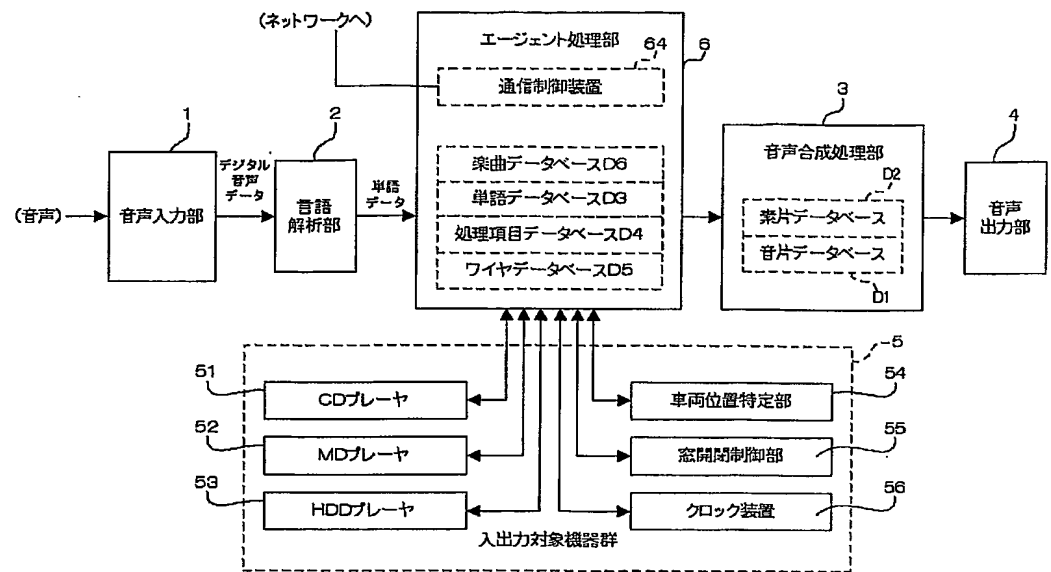 (ネットワークへ)
エージェント処理部
6
64
通信制御装置
1
2
3
4
デジタル
音声
データ
単語
データ
(音声)
音声入力部
言語
解析部
楽曲データベースD6
単語データベースD3
処理項目データベースD4
ワイヤデータベースD5
音声合成処理部
D2
素片データベース
音片データベース
D1
音声
出力部
5
51
CDプレーヤ
52
MDプレーヤ
53
HDDプレーヤ
54
車両位置特定部
55
窓開閉制御部
56
クロック装置
入出力対象機器群